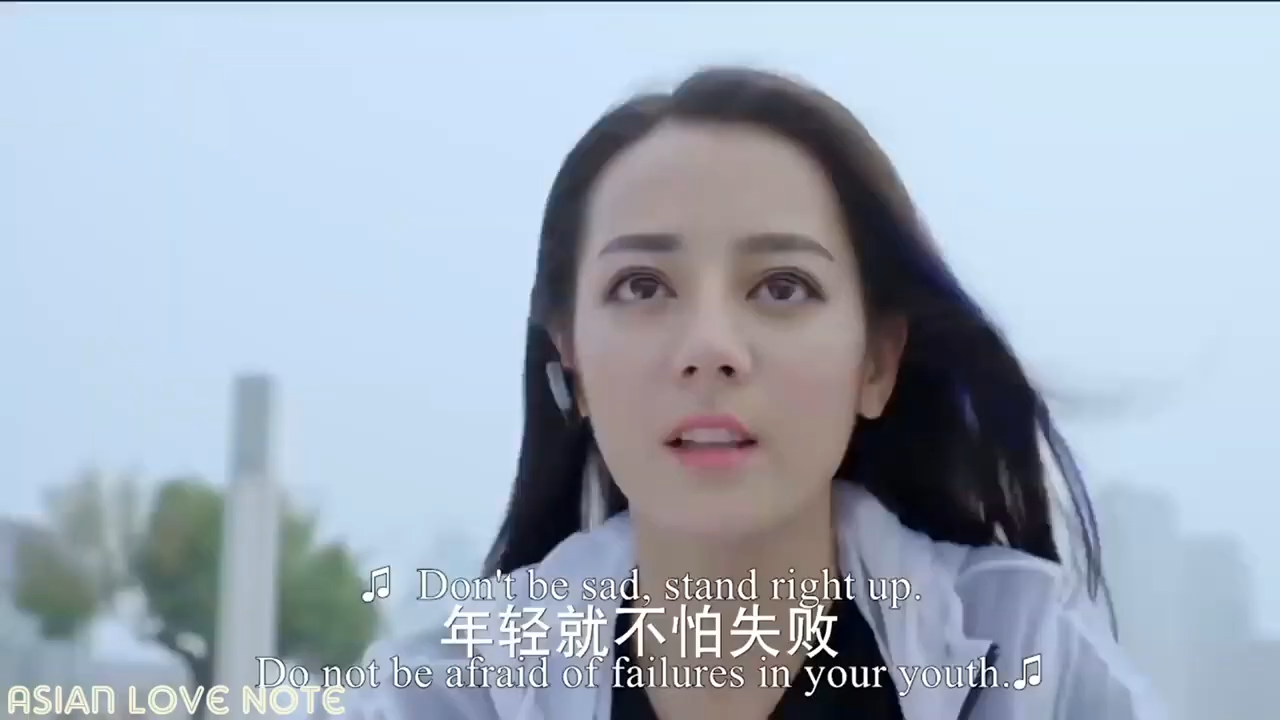 ♫ Don't be sad, stand right up.
年轻就不怕失败
Do not be afraid of failures in your youth.♫
ASIAN LOVE NOTE